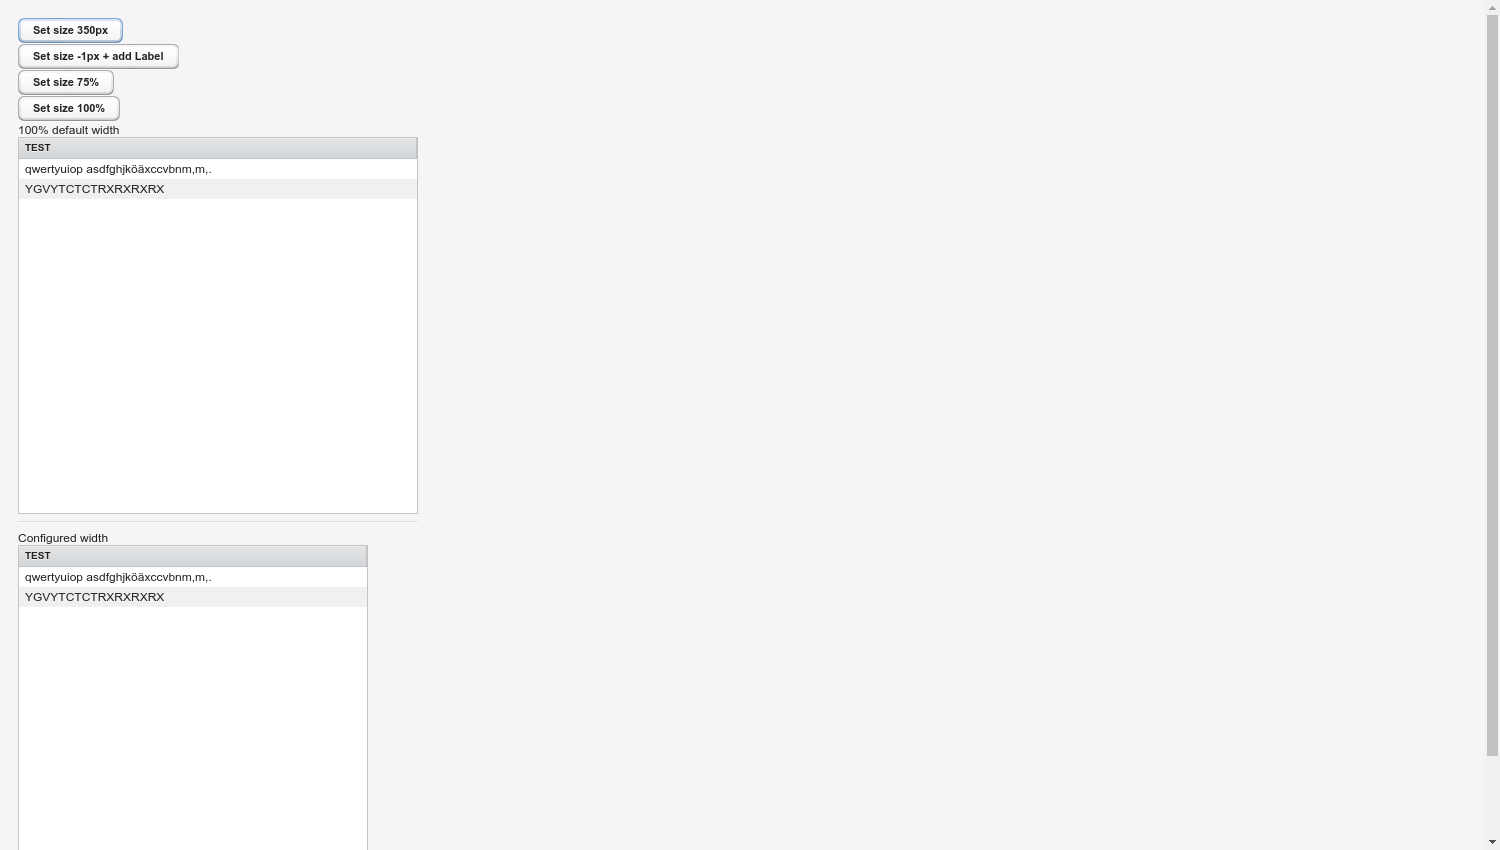 Set size 350px
Set size -1px + add Label
Set size 75%
Set size 100%
100% default width
TEST
qwertyuiop asdfghjköäxccvbnm,m,.
YGVYTCTCTRXRXRXRX
Configured width
TEST
qwertyuiop asdfghjköäxccvbnm,m,.
YGVYTCTCTRXRXRXRX